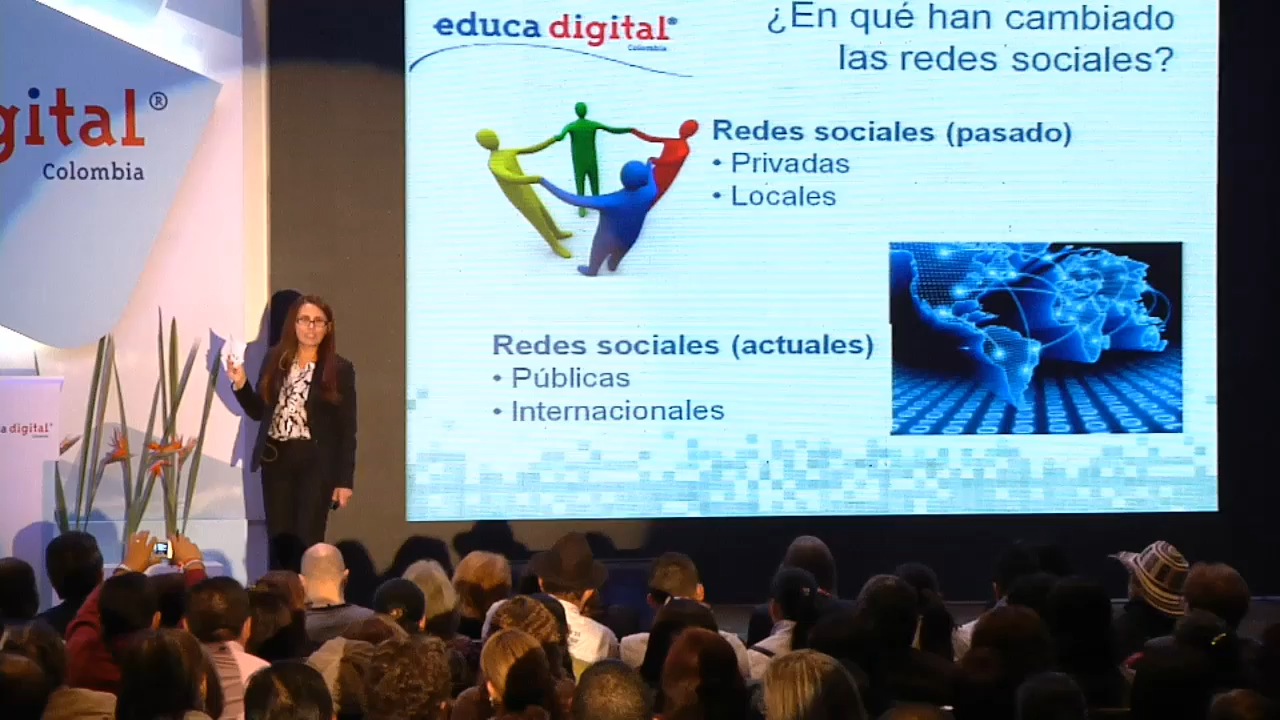 gital®
Colombia
a digital®
educa digital®
Colombia
¿En qué han cambiado
las redes sociales?
Redes sociales (pasado)
• Privadas
• Locales
Redes sociales (actuales)
• Públicas
• Internacionales